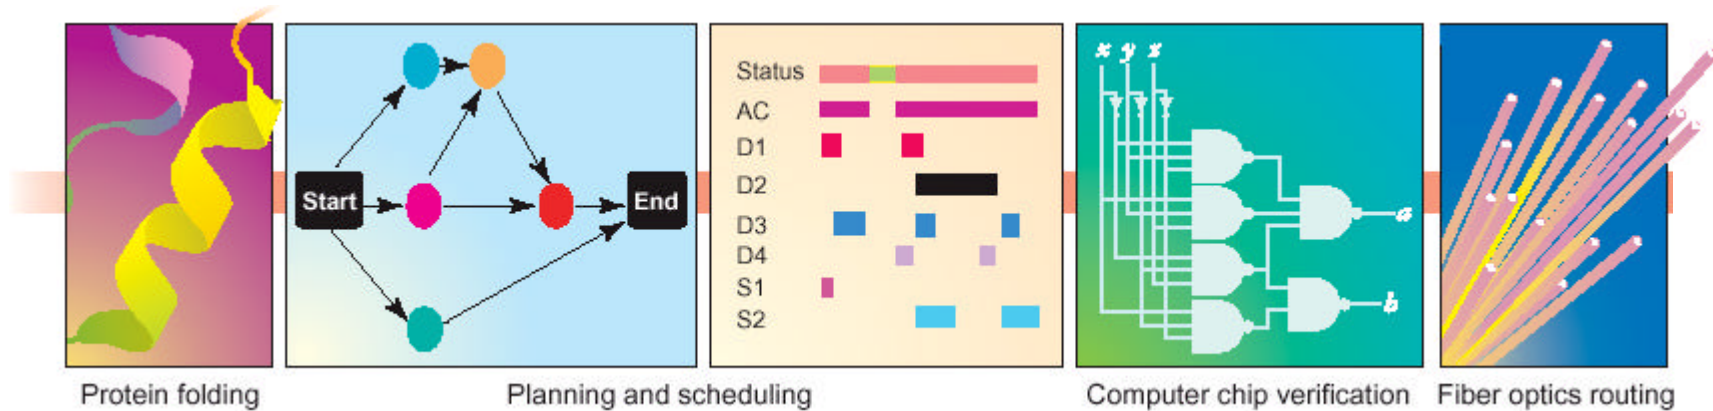 Start
End
Status
AC
D1
D2
D3
D4
S1
S2
x y z
a
b
Protein folding
Planning and scheduling
Computer chip verification
Fiber optics routing